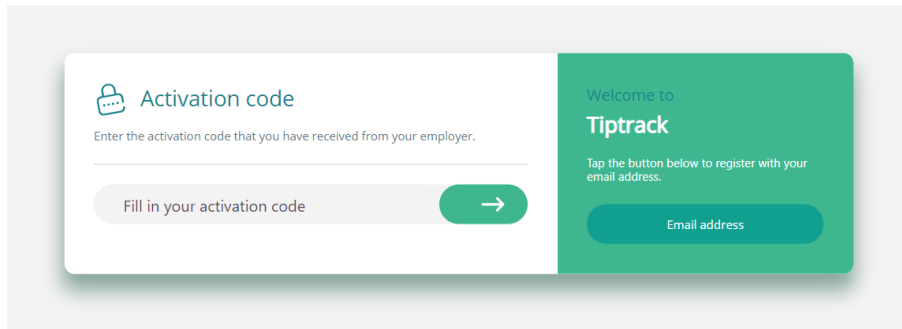 Activation code
Enter the activation code that you have received from your employer.
Fill in your activation code
Welcome to
Tiptrack
Tap the button below to register with your
email address.
Email address